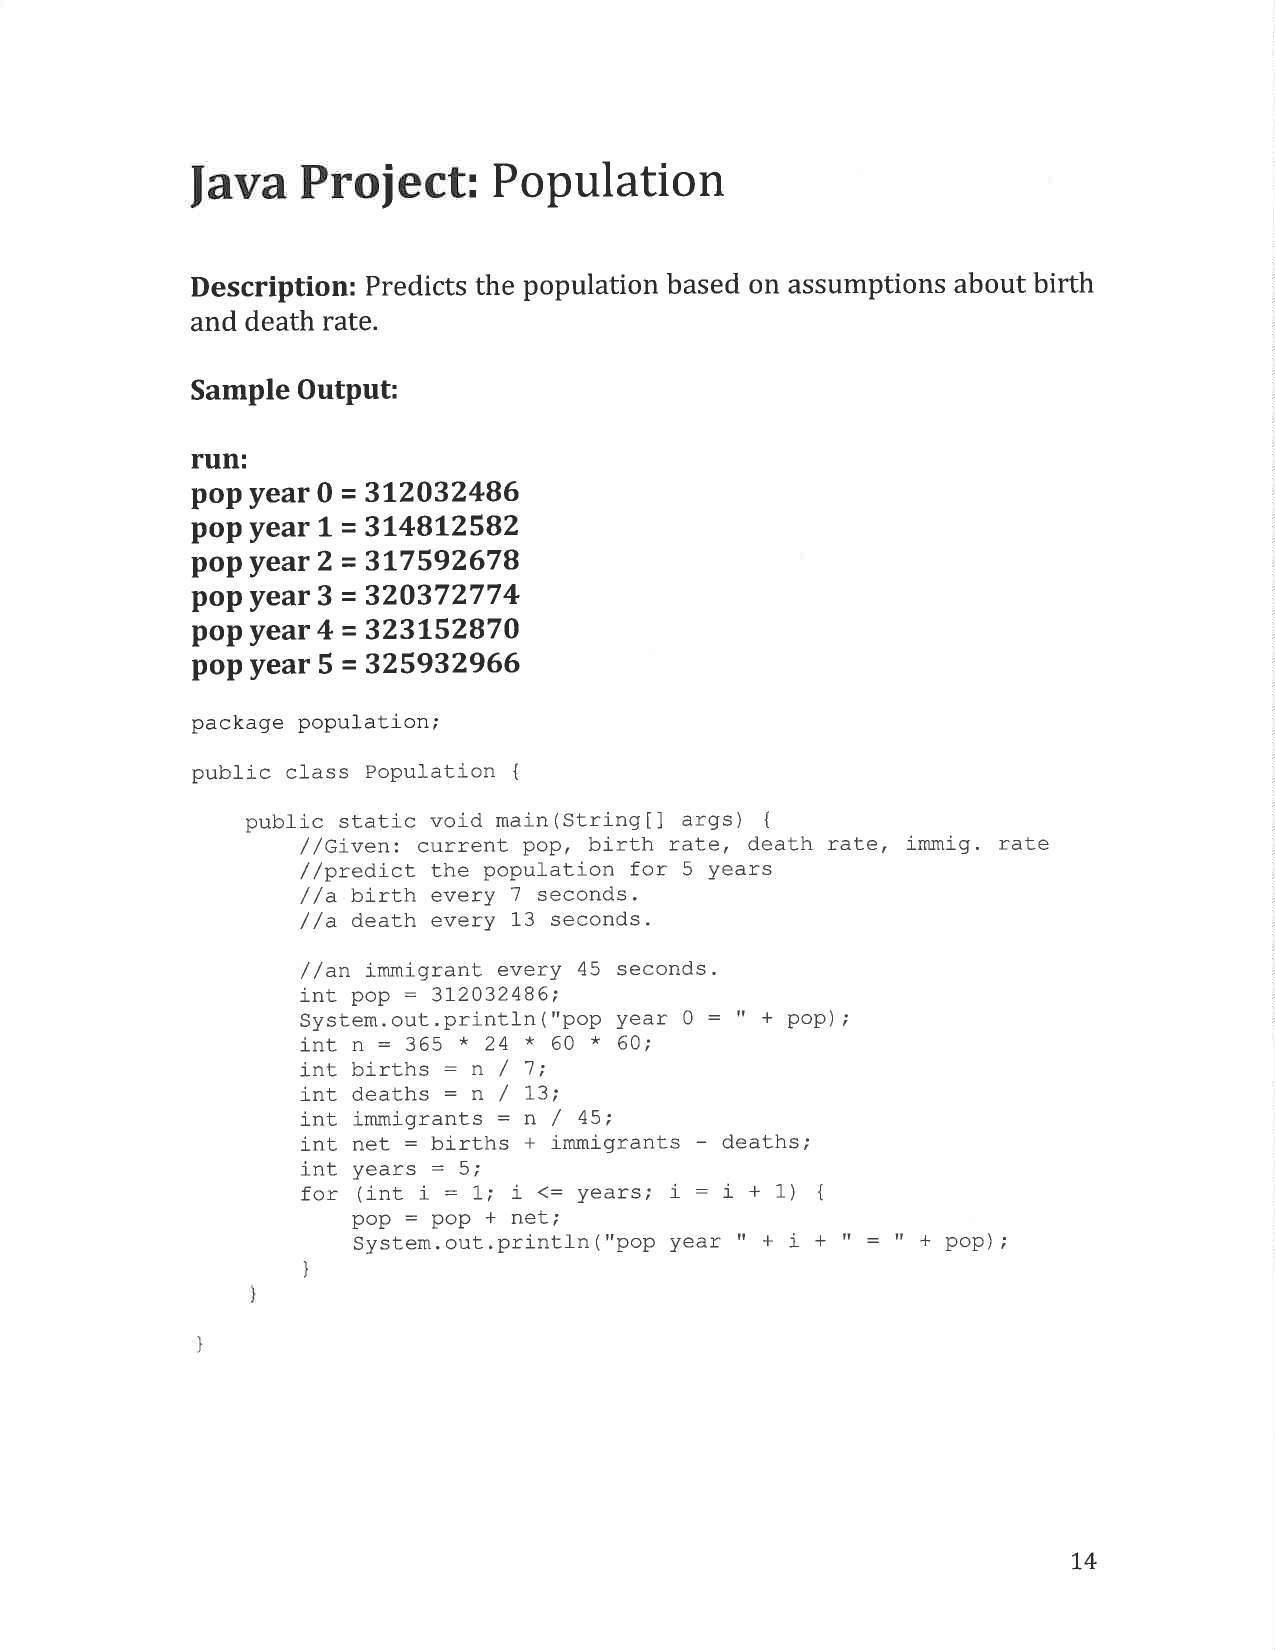 Java Project: Population
Description: Predicts the population based on assumptions about birth
and death rate.
Sample Output:
run:
pop year 0 = 312032486
pop year 1 = 314812582
pop year 2 = 317592678
pop year 3 = 320372774
pop year 4 = 323152870
pop year 5 = 325932966
package population;
public class Population {
    public static void main(String[] args) {
        //Given: current pop, birth rate, death rate, immig. rate
        //predict the population for 5 years
        //a birth every 7 seconds.
        //a death every 13 seconds.
        //an immigrant every 45 seconds.
        int pop = 312032486;
        System.out.println("pop year 0 = " + pop);
        int n = 365 * 24 * 60 * 60;
        int births = n / 7;
        int deaths = n / 13;
        int immigrants = n / 45;
        int net = births + immigrants - deaths;
        int years = 5;
        for (int i = 1; i <= years; i = i + 1) {
            pop = pop + net;
            System.out.println("pop year " + i + " = " + pop);
        }
    }
}
14